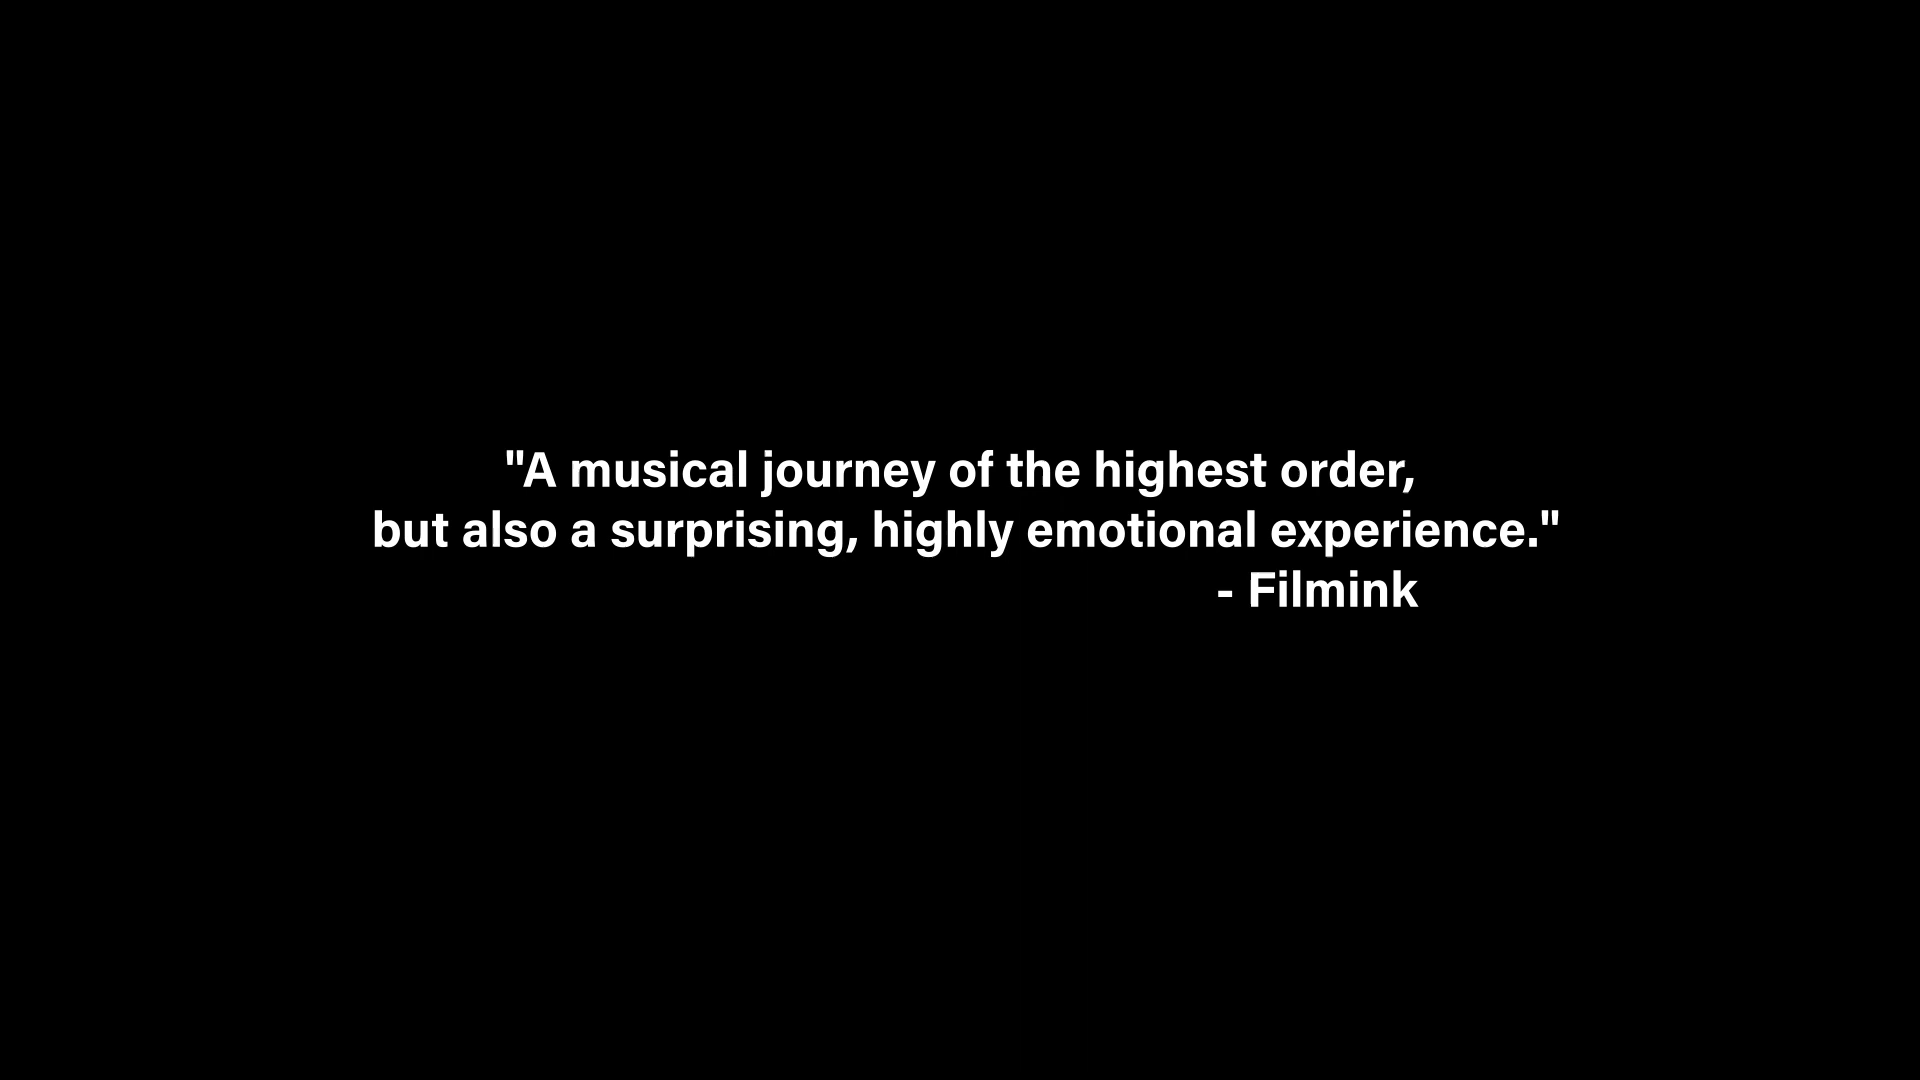 "A musical journey of the highest order,
but also a surprising, highly emotional experience."
- Filmink